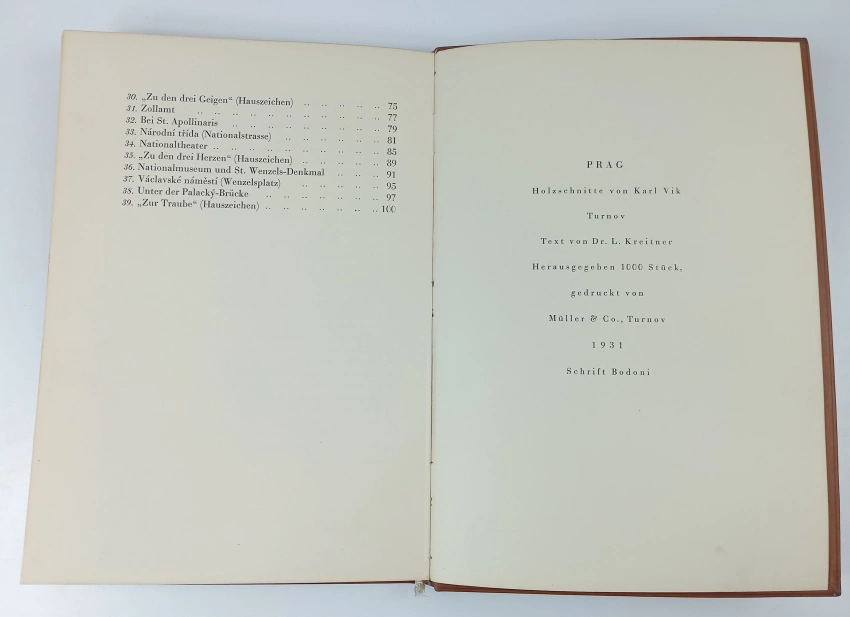 30. „Zu den drei Geigen“ (Hauszeichen) .. .. .. .. .. 75
31. Zollamt .. .. .. .. .. .. .. .. .. .. .. 77
32. Bei St. Apollinaris .. .. .. .. .. .. .. .. .. 79
33. Národní třída (Nationalstrasse) .. .. .. .. .. .. 81
34. Nationaltheater .. .. .. .. .. .. .. .. .. .. 85
35. „Zu den drei Herzen“ (Hauszeichen) .. .. .. .. .. 89
36. Nationalmuseum und St. Wenzels-Denkmal .. .. .. 91
37. Václavské náměstí (Wenzelsplatz) .. .. .. .. .. 95
38. Unter der Palacký-Brücke .. .. .. .. .. .. .. 97
39. „Zur Traube“ (Hauszeichen) .. .. .. .. .. .. .. 100
PRAG
Holzschnitte von Karl Vik
Turnov
Text von Dr. L. Kreitner
Herausgegeben 1000 Stück,
gedruckt von
Müller & Co., Turnov
1931
Schrift Bodoni